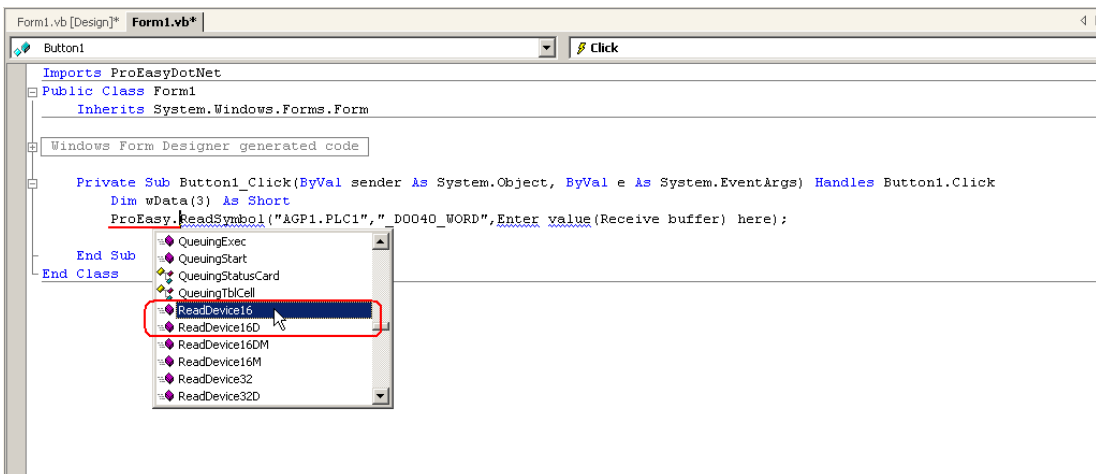 Form1.vb [Design]* Form1.vb*
Button1 Click
Imports ProEasyDotNet
Public Class Form1
Inherits System.Windows.Forms.Form
Windows Form Designer generated code
Private Sub Button1_Click(ByVal sender As System.Object, ByVal e As System.EventArgs) Handles Button1.Click
Dim wData(3) As Short
ProEasy.ReadSymbol("AGP1.PLC1","_D0040_WORD",Enter value(Receive buffer) here);
QueuingExec
End Sub
QueuingStart
End Class
QueuingStatusCard
QueuingTblCell
ReadDevice16
ReadDevice16D
ReadDevice16DM
ReadDevice16M
ReadDevice32
ReadDevice32D